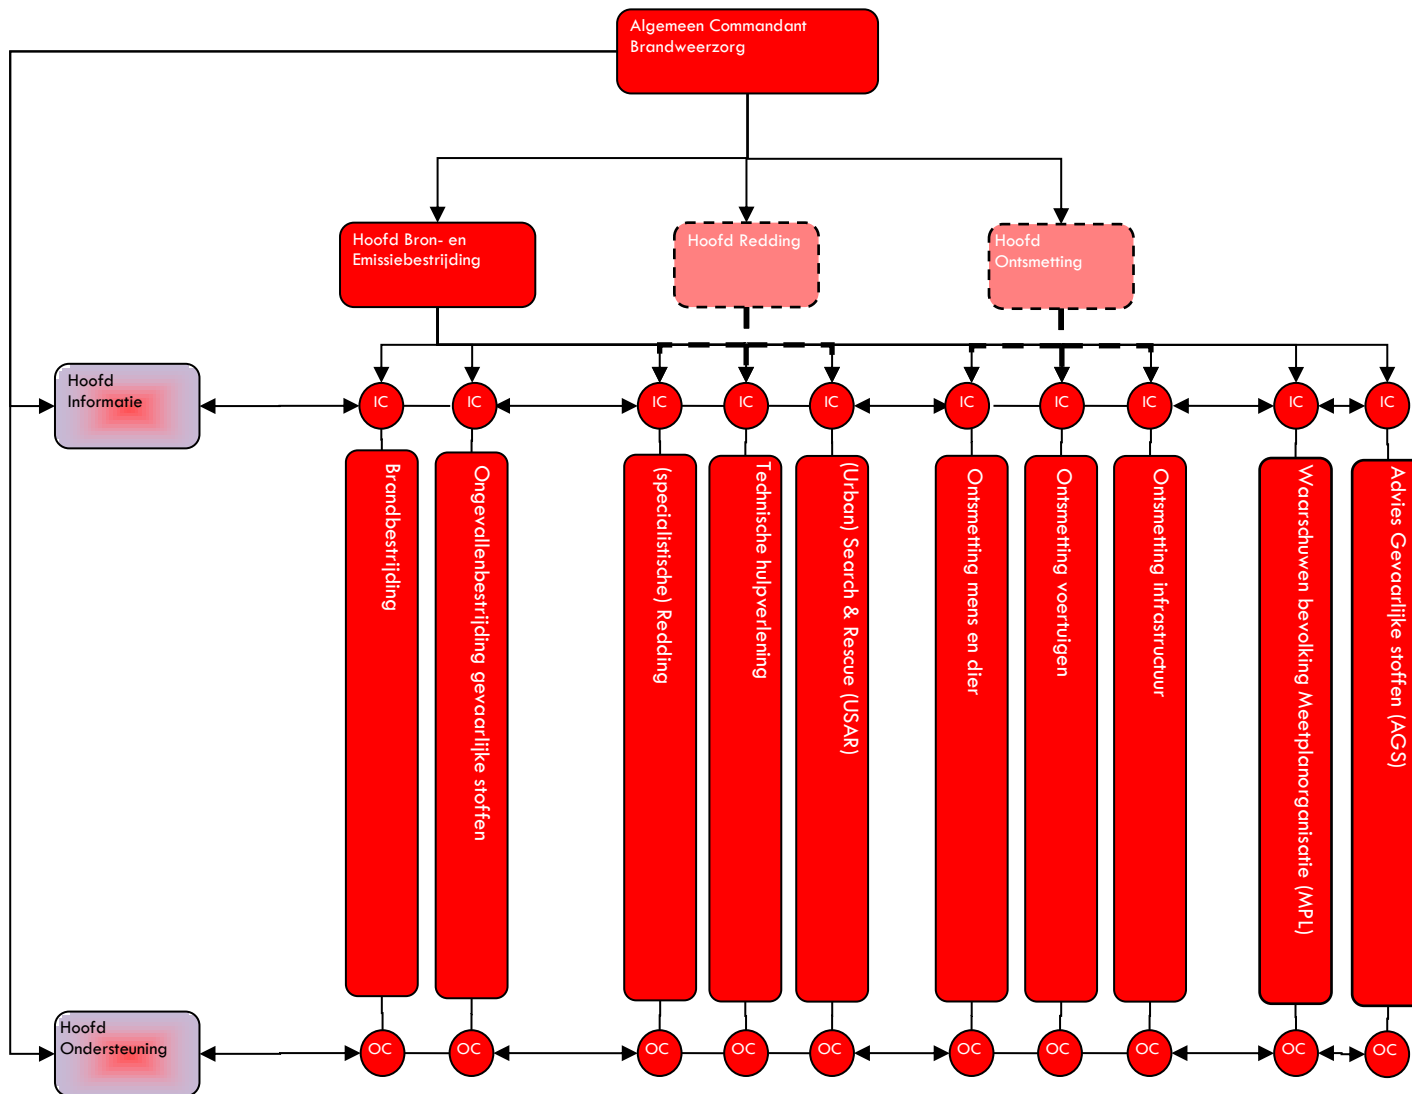 Algemeen Commandant
Brandweerzorg
Hoofd Bron- en
Emissiebestrijding
Hoofd Redding
Hoofd
Ontsmetting
Hoofd
Informatie
IC
IC
IC
IC
IC
IC
IC
IC
IC
IC
Brandbestrijding
Ongevallenbestrijding gevaarlijke stoffen
(specialistische) Redding
Technische hulpverlening
(Urban) Search & Rescue (USAR)
Ontsmetting mens en dier
Ontsmetting voertuigen
Ontsmetting infrastructuur
Waarschuwen bevolking Meetplanorganisatie (MPL)
Advies Gevaarlijke stoffen (AGS)
Hoofd
Ondersteuning
OC
OC
OC
OC
OC
OC
OC
OC
OC
OC